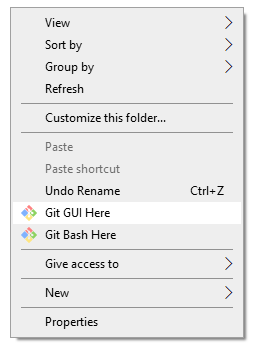 View
Sort by
Group by
Refresh
Customize this folder...
Paste
Paste shortcut
Undo Rename Ctrl+Z
Git GUI Here
Git Bash Here
Give access to
New
Properties